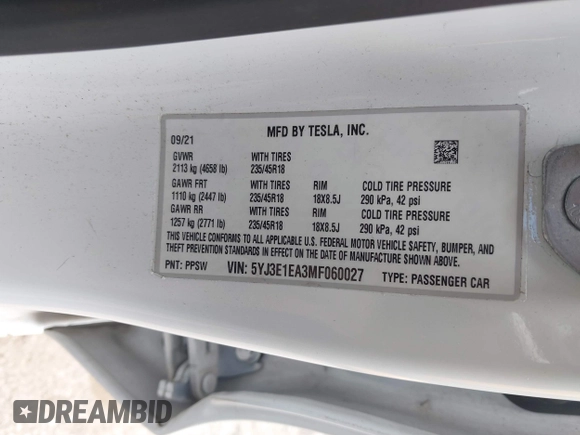 MFD BY TESLA, INC.
09/21
GVWR WITH TIRES
2113 kg (4658 lb) 235/45R18
GAWR FRT WITH TIRES RIM COLD TIRE PRESSURE
1110 kg (2447 lb) 235/45R18 18X8.5J 290 kPa, 42 psi
GAWR RR WITH TIRES RIM COLD TIRE PRESSURE
1257 kg (2771 lb) 235/45R18 18X8.5J 290 kPa, 42 psi
THIS VEHICLE CONFORMS TO ALL APPLICABLE U.S. FEDERAL MOTOR VEHICLE SAFETY, BUMPER, AND
THEFT PREVENTION STANDARDS IN EFFECT ON THE DATE OF MANUFACTURE SHOWN ABOVE.
PNT: PPSW VIN: 5YJ3E1EA3MF060027 TYPE: PASSENGER CAR
DREAMBID